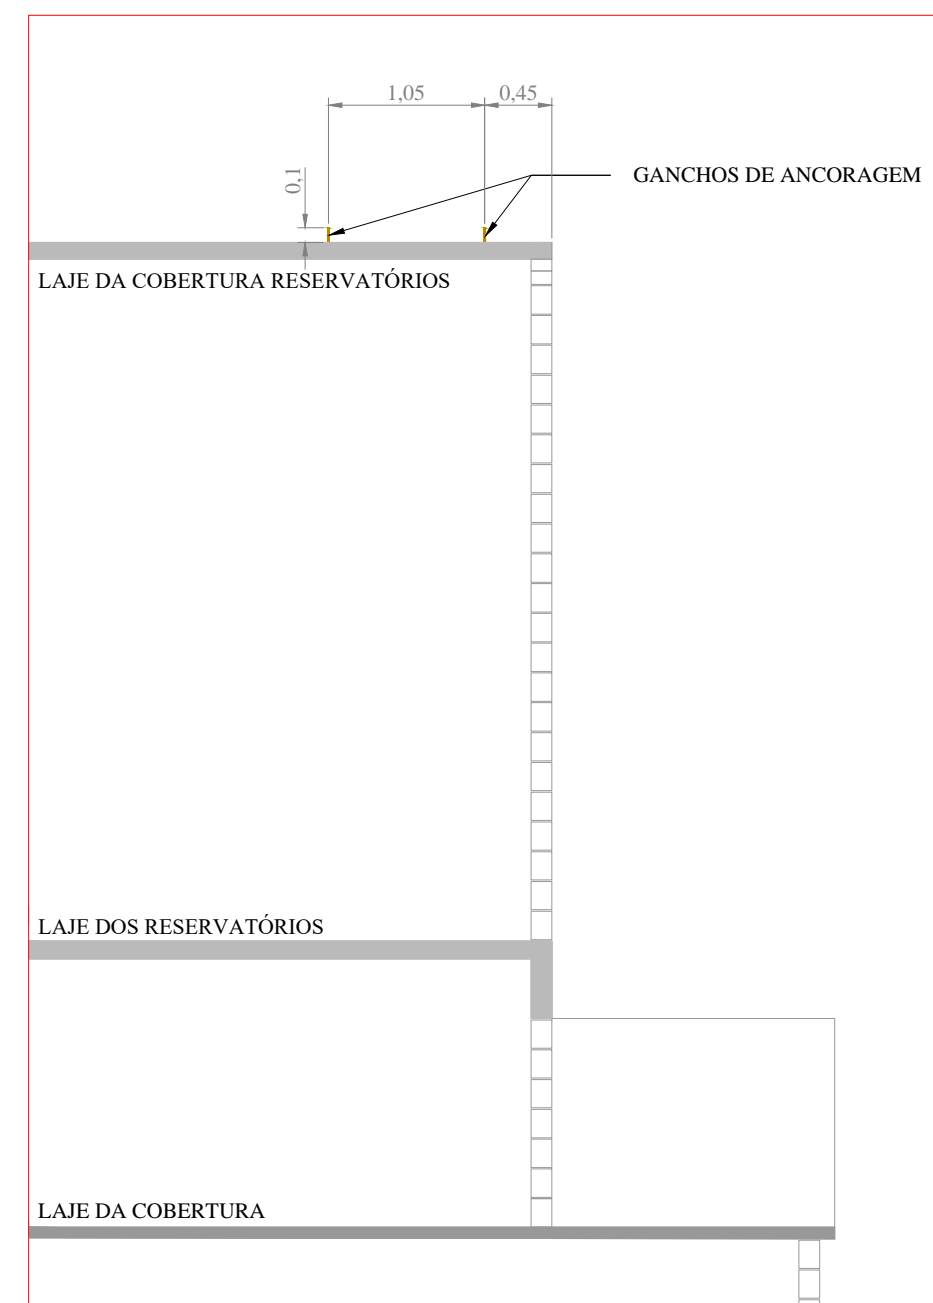 1,05
0,45
0,1
GANCHOS DE ANCORAGEM
LAJE DA COBERTURA RESERVATÓRIOS
LAJE DOS RESERVATÓRIOS
LAJE DA COBERTURA